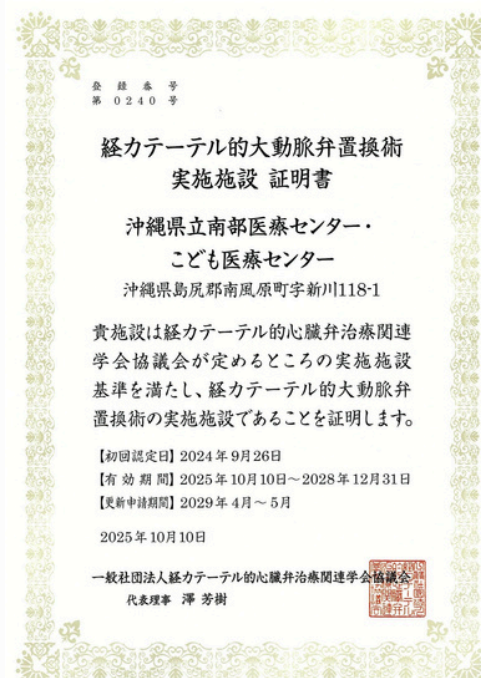 登録番号
第0240号
経カテーテル的大動脈弁置換術
実施施設 証明書
沖縄県立南部医療センター・
こども医療センター
沖縄県島尻郡南風原町字新川118-1
貴施設は経カテーテル的心臓弁治療関連
学会協議会が定めるところの実施施設
基準を満たし、経カテーテル的大動脈弁
置換術の実施施設であることを証明します。
【初回認定日】2024年9月26日
【有効期間】2025年10月10日～2028年12月31日
【更新申請期間】2029年4月～5月
2025年10月10日
一般社団法人経カテーテル的心臓弁治療関連学会協議会
代表理事 澤 芳樹